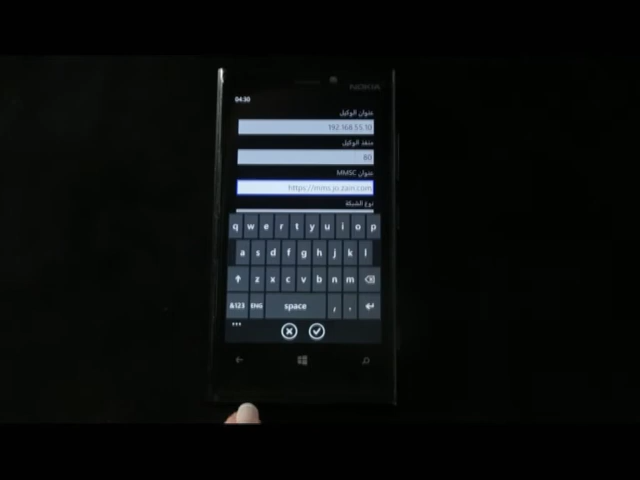 NOKIA
04:30
عنوان الوكيل
192.168.55.10
منفذ الوكيل
80
عنوان MMSC
https://mms.jo.zain.com
نوع الشبكة
q w e r t y u i o p
a s d f g h j k l
z x c v b n m
&123 ENG space , .